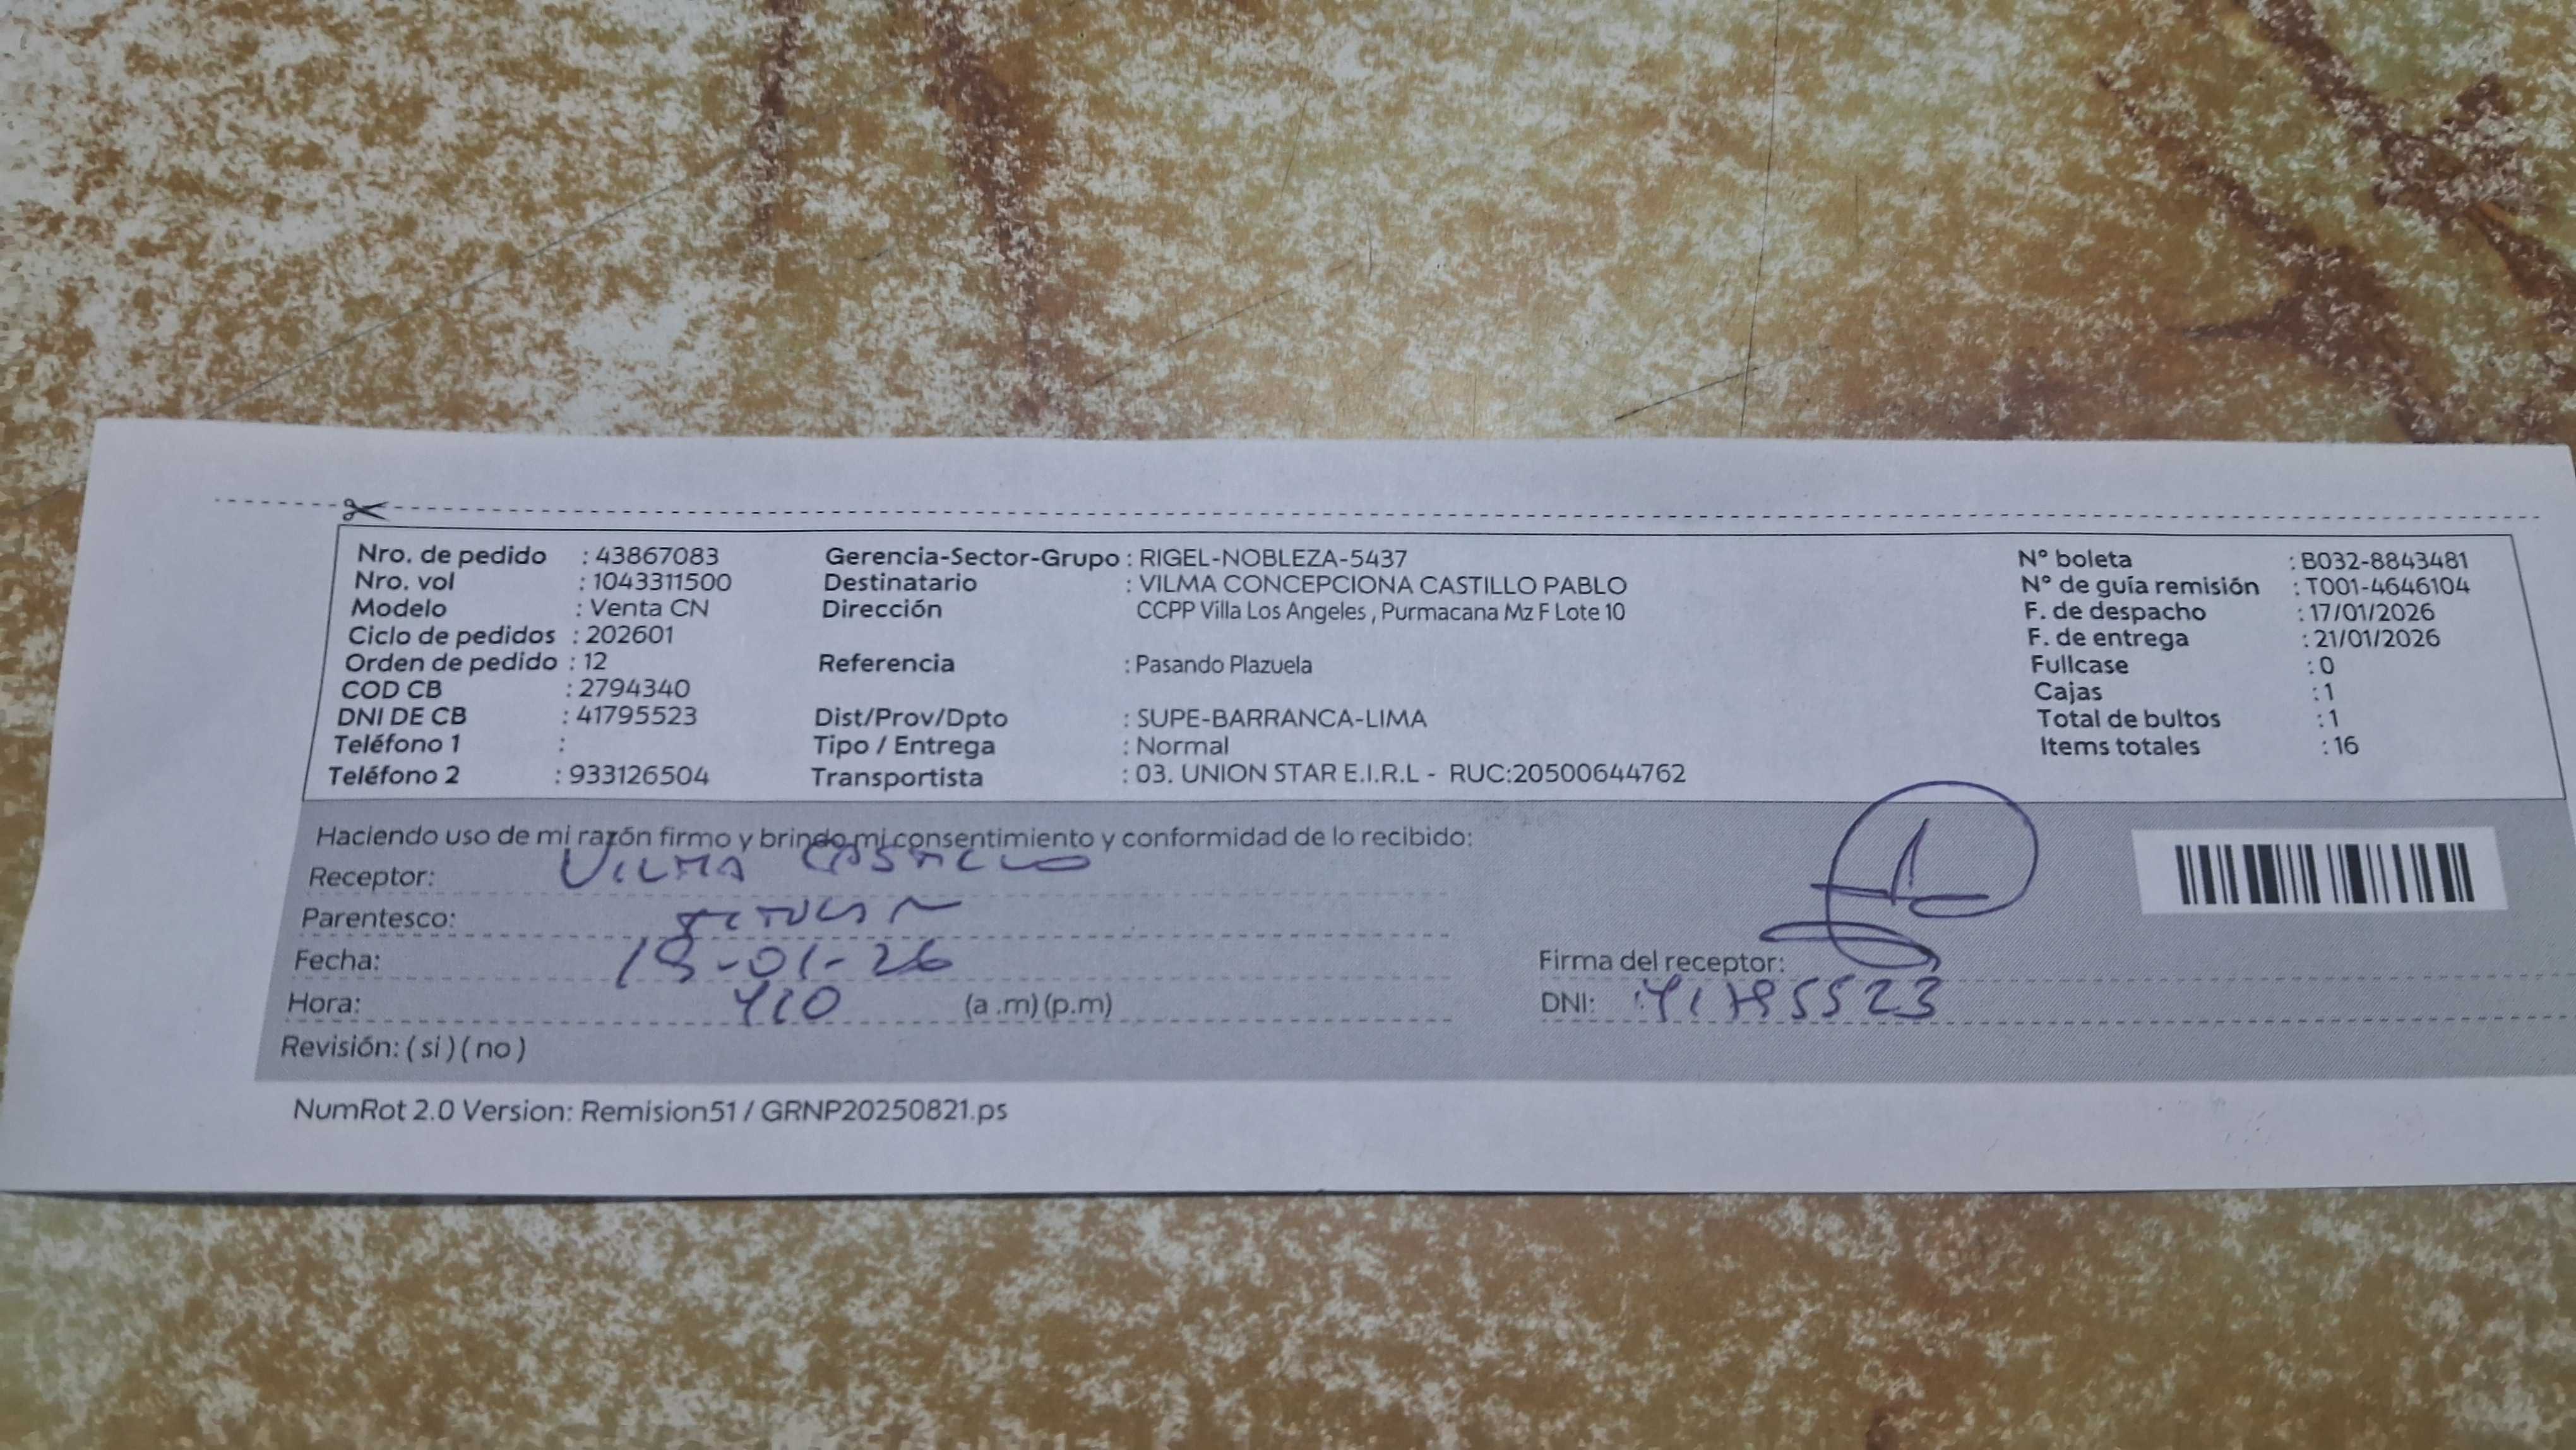 Nro. de pedido : 43867083 Gerencia-Sector-Grupo : RIGEL-NOBLEZA-5437 N° boleta : B032-8843481
Nro. vol : 1043311500 Destinatario : VILMA CONCEPCIONA CASTILLO PABLO N° de guía remisión : T001-4646104
Modelo : Venta CN Dirección CCPP Villa Los Angeles , Purmacana Mz F Lote 10 F. de despacho : 17/01/2026
Ciclo de pedidos : 202601 F. de entrega : 21/01/2026
Orden de pedido : 12 Referencia : Pasando Plazuela Fullcase : 0
COD CB : 2794340 Cajas : 1
DNI DE CB : 41795523 Dist/Prov/Dpto : SUPE-BARRANCA-LIMA Total de bultos : 1
Teléfono 1 : Tipo / Entrega : Normal Items totales : 16
Teléfono 2 : 933126504 Transportista : 03. UNION STAR E.I.R.L - RUC:20500644762
Haciendo uso de mi razón firmo y brindo mi consentimiento y conformidad de lo recibido:
Receptor: VILMA CASTILLO
Parentesco:
Fecha: 19-01-26 Firma del receptor:
Hora: 410 (a .m) (p.m) DNI: 41795523
Revisión: ( si ) ( no )
NumRot 2.0 Version: Remision51 / GRNP20250821.ps